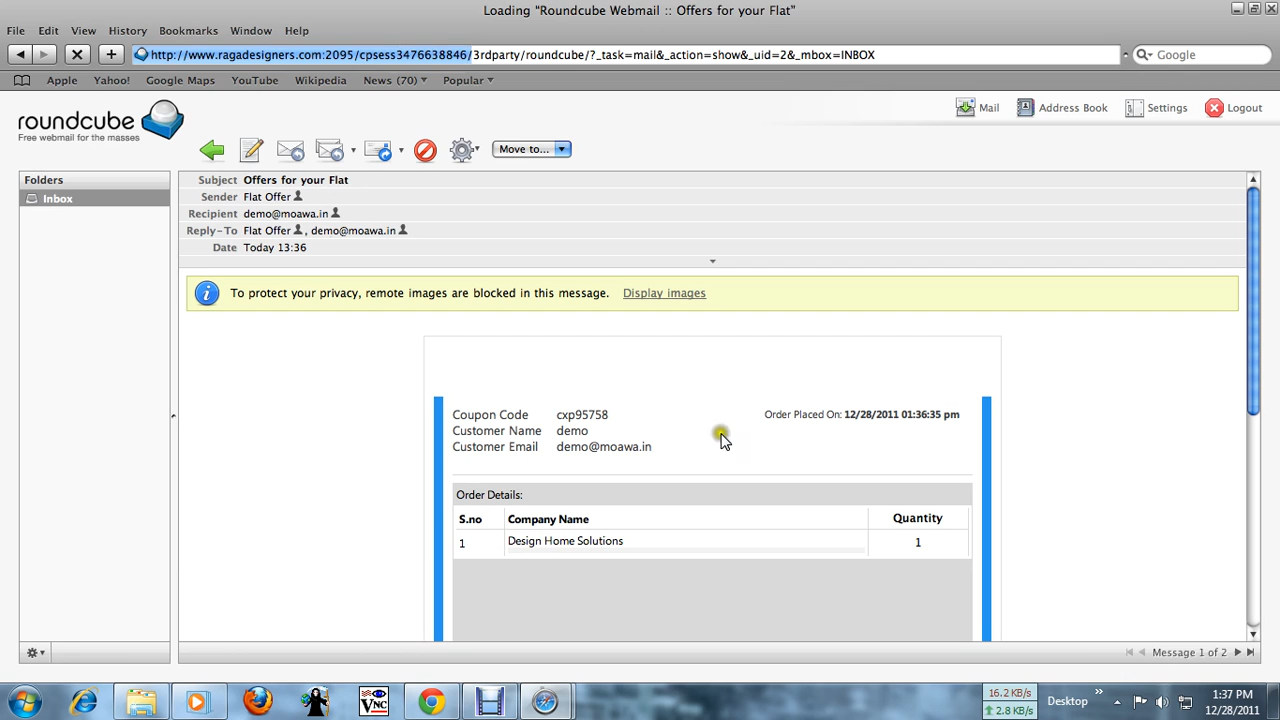 Loading "Roundcube Webmail :: Offers for your Flat"
File Edit View History Bookmarks Window Help
http://www.ragadesigners.com:2095/cpsess3476638846/3rdparty/roundcube/?_task=mail&_action=show&_uid=2&_mbox=INBOX
Google
Apple Yahoo! Google Maps YouTube Wikipedia News (70) Popular
roundcube
Free webmail for the masses
Mail Address Book Settings Logout
Move to...
Folders
Inbox
Subject Offers for your Flat
Sender Flat Offer
Recipient demo@moawa.in
Reply-To Flat Offer , demo@moawa.in
Date Today 13:36
To protect your privacy, remote images are blocked in this message. Display images
Coupon Code cxp95758
Order Placed On: 12/28/2011 01:36:35 pm
Customer Name demo
Customer Email demo@moawa.in
Order Details:
S.no Company Name Quantity
1 Design Home Solutions 1
Message 1 of 2
VNC
16.2 KB/s
2.8 KB/s
Desktop
1:37 PM
12/28/2011